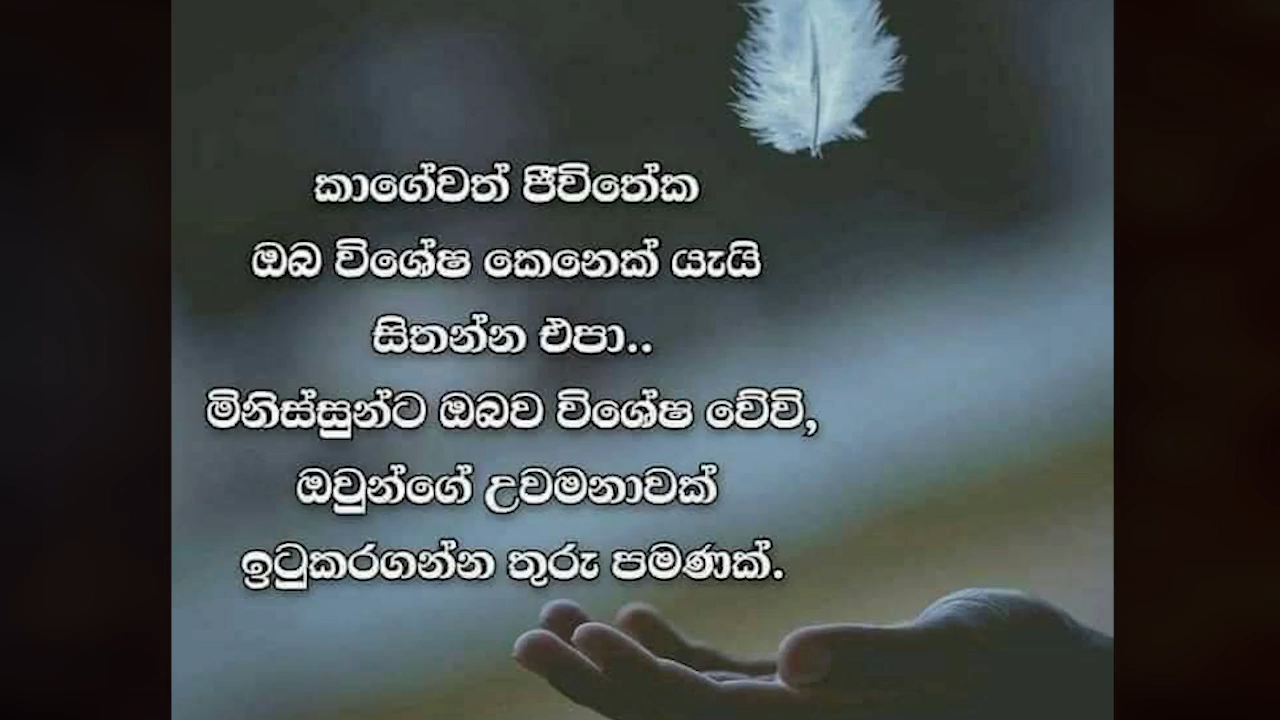 කාගේවත් ජීවිතේක
ඔබ විශේෂ කෙනෙක් යැයි
සිතන්න එපා..
මිනිස්සුන්ට ඔබව විශේෂ වේවි,
ඔවුන්ගේ උවමනාවක්
ඉටුකරගන්න තුරු පමණක්.